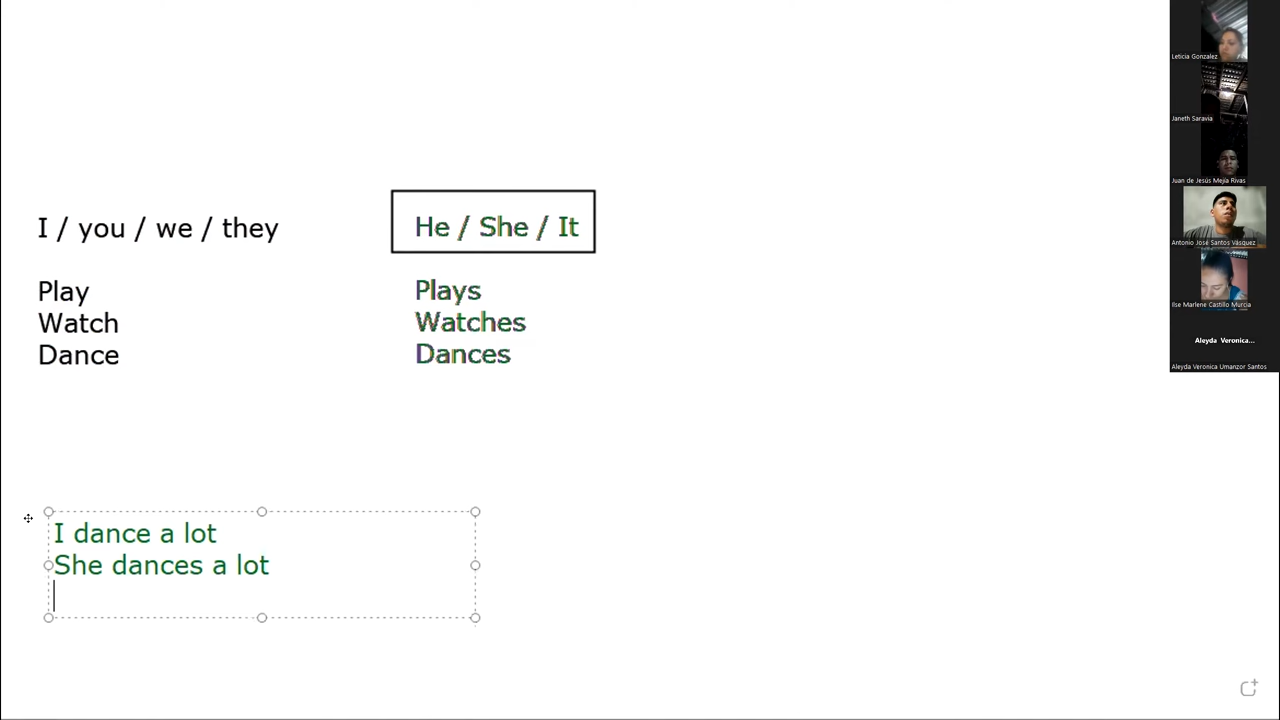 I / you / we / they
He / She / It
Play
Watch
Dance
Plays
Watches
Dances
I dance a lot
She dances a lot
Leticia Gonzalez
Janeth Saravia
Juan de Jesús Mejía Rivas
Antonio José Santos Vásquez
Ilse Marlene Castillo Murcia
Aleyda Veronica...
Aleyda Veronica Umanzor Santos